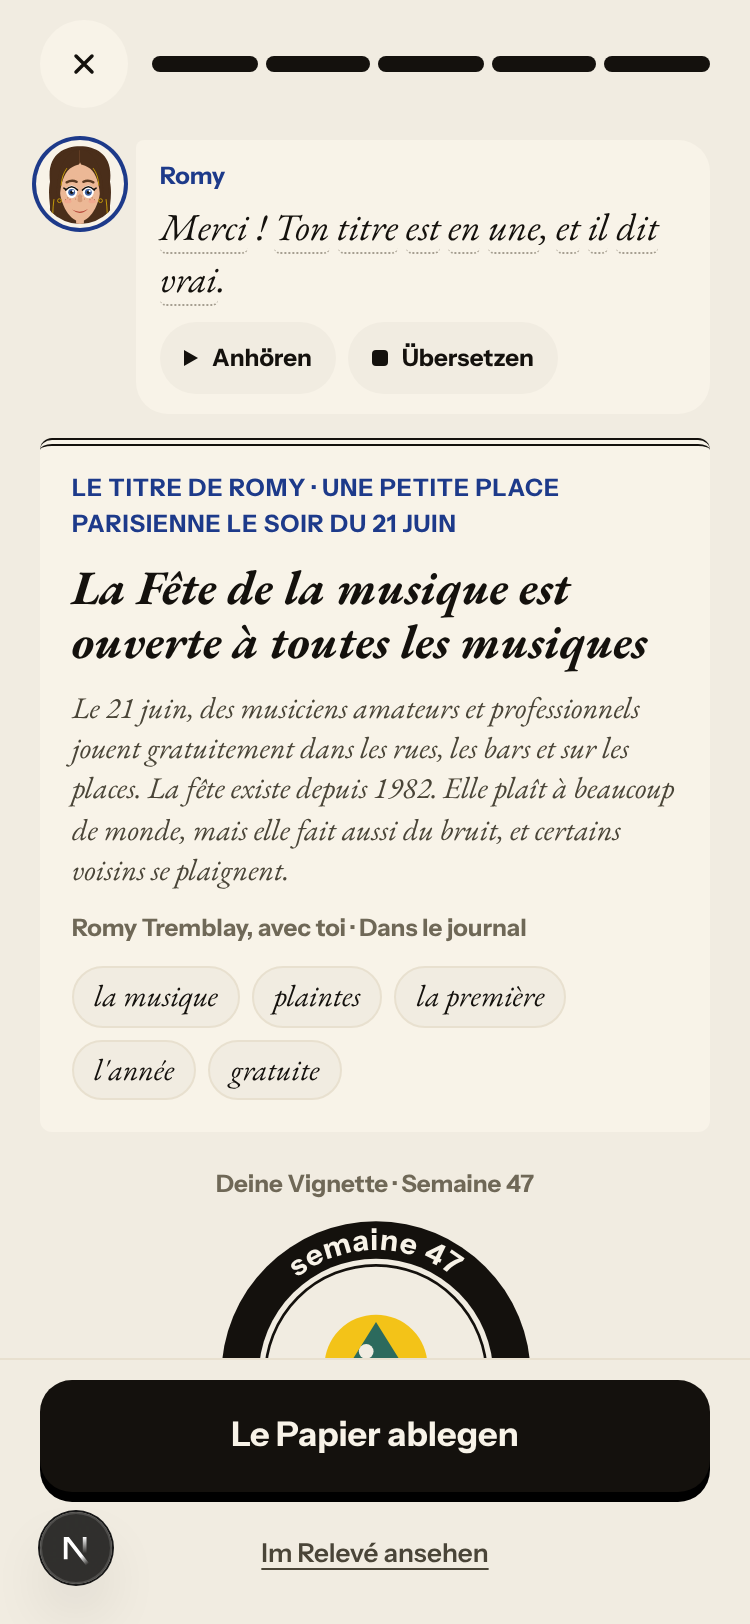 Romy
Merci ! Ton titre est en une, et il dit
vrai.
Anhören
Übersetzen
LE TITRE DE ROMY · UNE PETITE PLACE
PARISIENNE LE SOIR DU 21 JUIN
La Fête de la musique est
ouverte à toutes les musiques
Le 21 juin, des musiciens amateurs et professionnels
jouent gratuitement dans les rues, les bars et sur les
places. La fête existe depuis 1982. Elle plaît à beaucoup
de monde, mais elle fait aussi du bruit, et certains
voisins se plaignent.
Romy Tremblay, avec toi · Dans le journal
la musique
plaintes
la première
l'année
gratuite
Deine Vignette · Semaine 47
semaine 47
Le Papier ablegen
N
Im Relevé ansehen